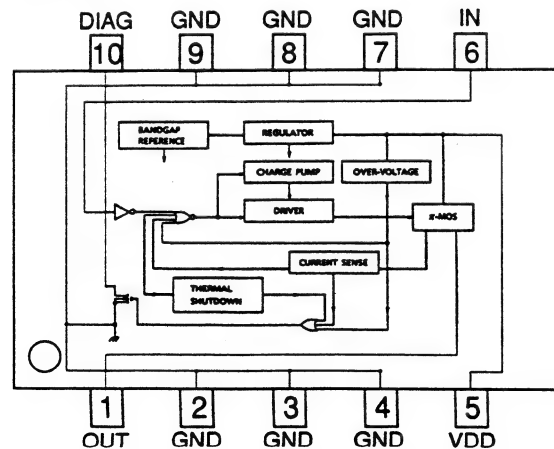 DIAG GND GND GND IN
10 9 8 7 6
BANDGAP
REFERENCE
REGULATOR
CHARGE PUMP
OVER-VOLTAGE
DRIVER
π-MOS
CURRENT SENSE
THERMAL
SHUTDOWN
1 2 3 4 5
OUT GND GND GND VDD